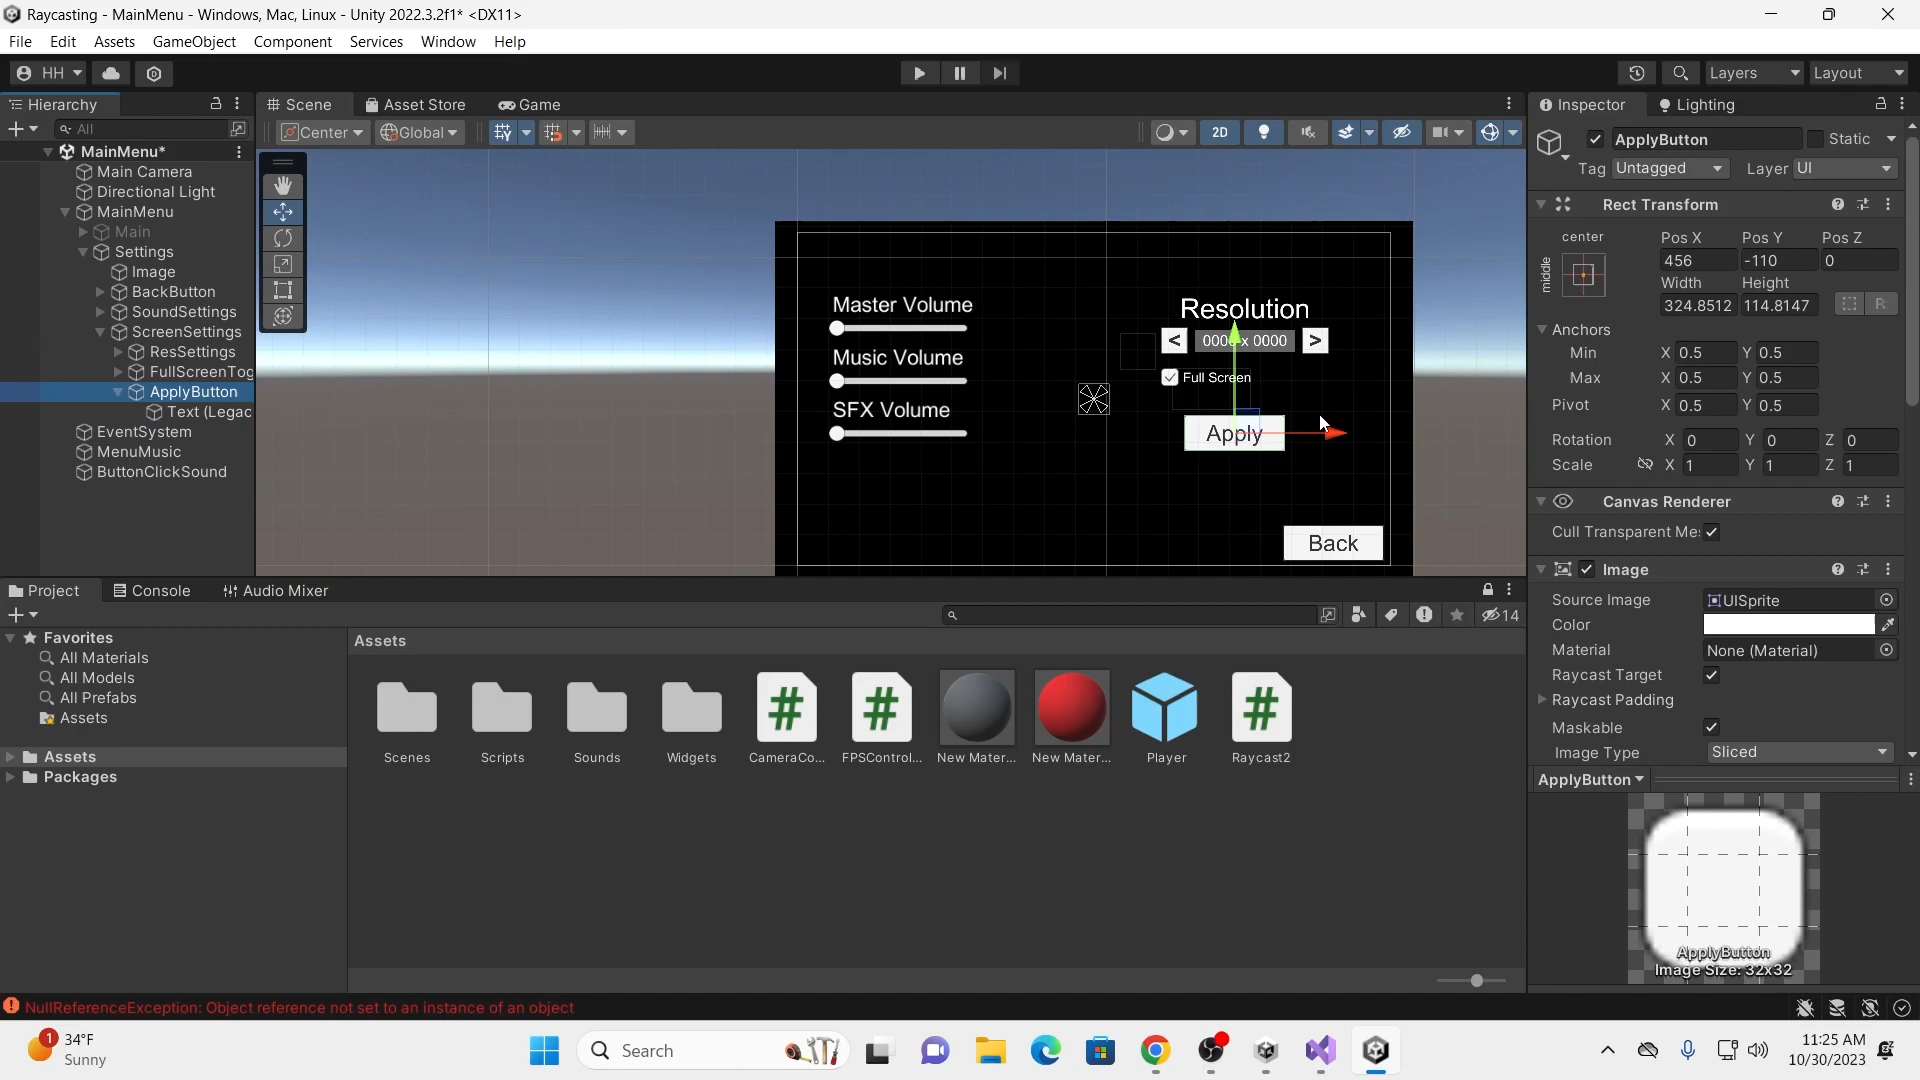 Raycasting - MainMenu - Windows, Mac, Linux - Unity 2022.3.2f1* <DX11>
File Edit Assets GameObject Component Services Window Help
HH Layers Layout
Hierarchy
All
MainMenu*
Main Camera
Directional Light
MainMenu
Main
Settings
Image
BackButton
SoundSettings
ScreenSettings
ResSettings
FullScreenTog
ApplyButton
Text (Legac
EventSystem
MenuMusic
ButtonClickSound
Scene Asset Store Game
Center Global 2D
Master Volume
Music Volume
SFX Volume
Resolution
< 0000 x 0000 >
Full Screen
Apply
Back
Inspector Lighting
ApplyButton Static
Tag Untagged Layer UI
Rect Transform
center Pos X Pos Y Pos Z
middle 456 -110 0
Width Height
324.8512 114.8147 R
Anchors
Min X 0.5 Y 0.5
Max X 0.5 Y 0.5
Pivot X 0.5 Y 0.5
Rotation X 0 Y 0 Z 0
Scale X 1 Y 1 Z 1
Canvas Renderer
Cull Transparent Me:
Image
Source Image UISprite
Color
Material None (Material)
Raycast Target
Raycast Padding
Maskable
Image Type Sliced
ApplyButton
ApplyButton
Image Size: 32x32
Project Console Audio Mixer
14
Favorites
All Materials
All Models
All Prefabs
Assets
Assets
Packages
Assets
Scenes Scripts Sounds Widgets CameraCo... FPSControl... New Mater... New Mater... Player Raycast2
NullReferenceException: Object reference not set to an instance of an object
1 34°F
Sunny
Search
11:25 AM
10/30/2023